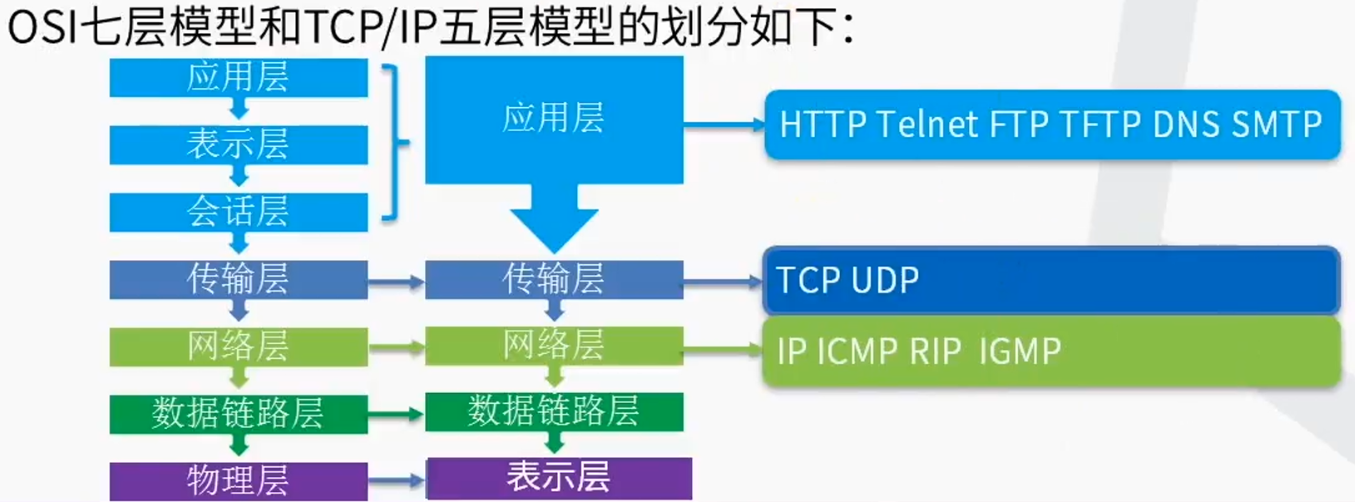 OSI七层模型和TCP/IP五层模型的划分如下：
应用层
表示层
会话层
传输层
网络层
数据链路层
物理层
应用层
传输层
网络层
数据链路层
表示层
HTTP Telnet FTP TFTP DNS SMTP
TCP UDP
IP ICMP RIP IGMP